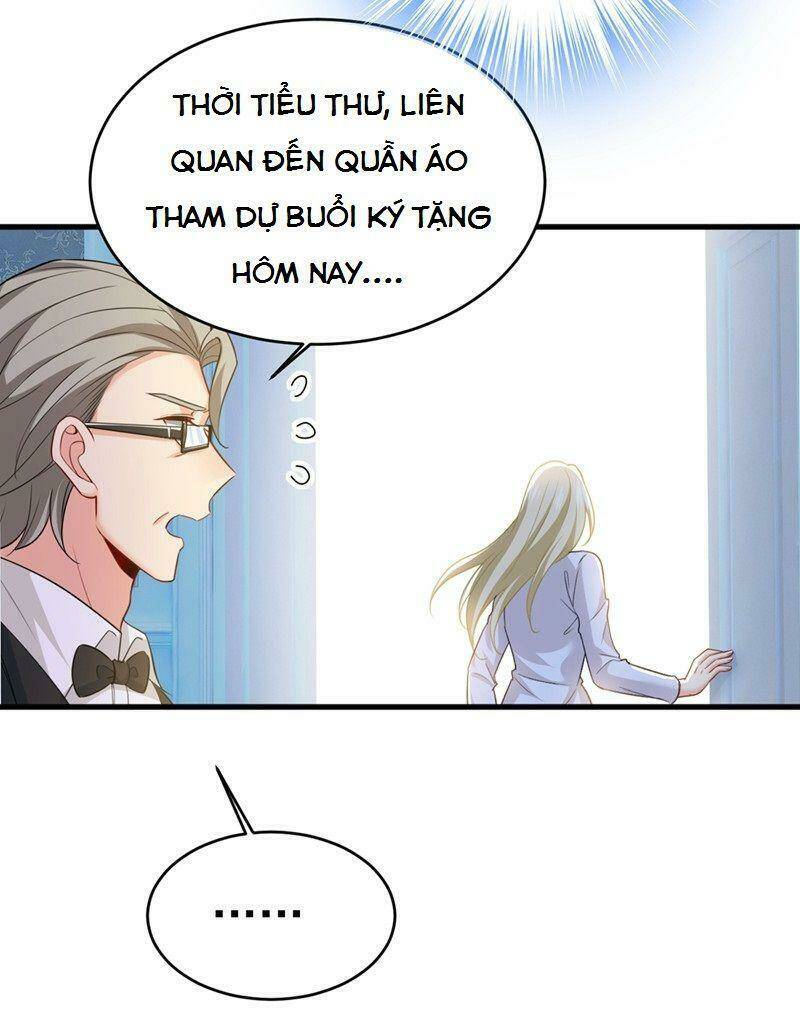 THỜI TIỂU THƯ, LIÊN
QUAN ĐẾN QUẦN ÁO
THAM DỰ BUỔI KÝ TẶNG
HÔM NAY....
......